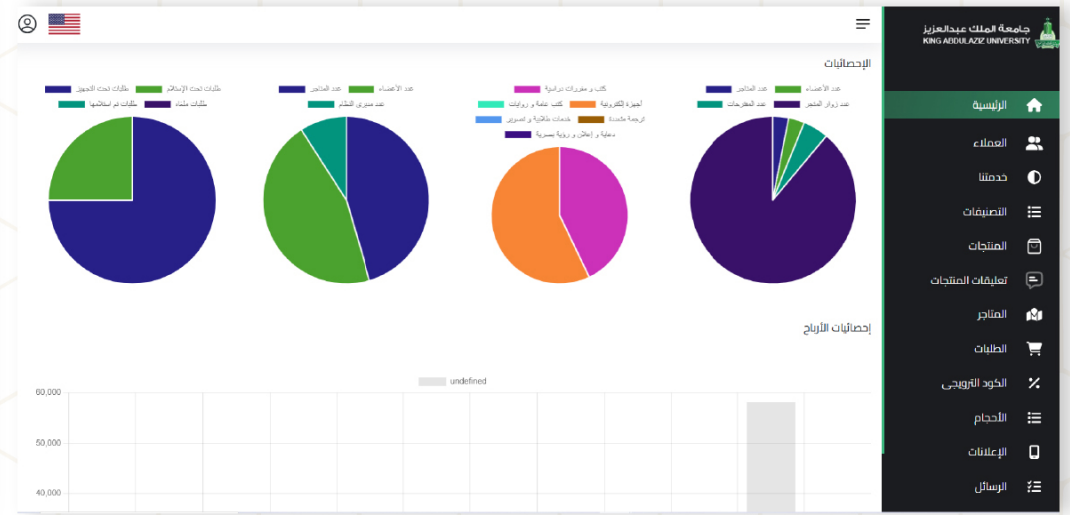 جامعة الملك عبدالعزيز
KING ABDULAZIZ UNIVERSITY
الرئيسية
العملاء
خدمتنا
التصنيفات
المنتجات
تعليقات المنتجات
المتاجر
الطلبات
الكود الترويجي
الأحجام
الإعلانات
الرسائل
الإحصائيات
عدد الأعضاء عدد المتاجر
عدد زوار المتجر عدد المقترحات
كتب و مقررات دراسية
أجهزة إلكترونية كتب عامة و روايات
ترجمة معتمدة خدمات طلابية و تصوير
دعاية و إعلان و رؤية بصرية
عدد الأعضاء عدد المتاجر
عدد مديري النظام
طلبات تحت الإستلام طلبات تحت التجهيز
طلبات ملغاه طلبات تم استلامها
إحصائيات الأرباح
undefined
60,000
50,000
40,000